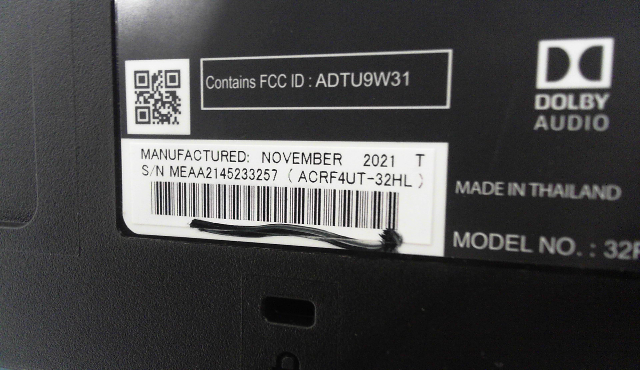 Contains FCC ID : ADTU9W31
DOLBY
AUDIO
MANUFACTURED: NOVEMBER 2021 T
S/N MEAA2145233257 ( ACRF4UT-32HL )
MADE IN THAILAND
MODEL NO. : 32